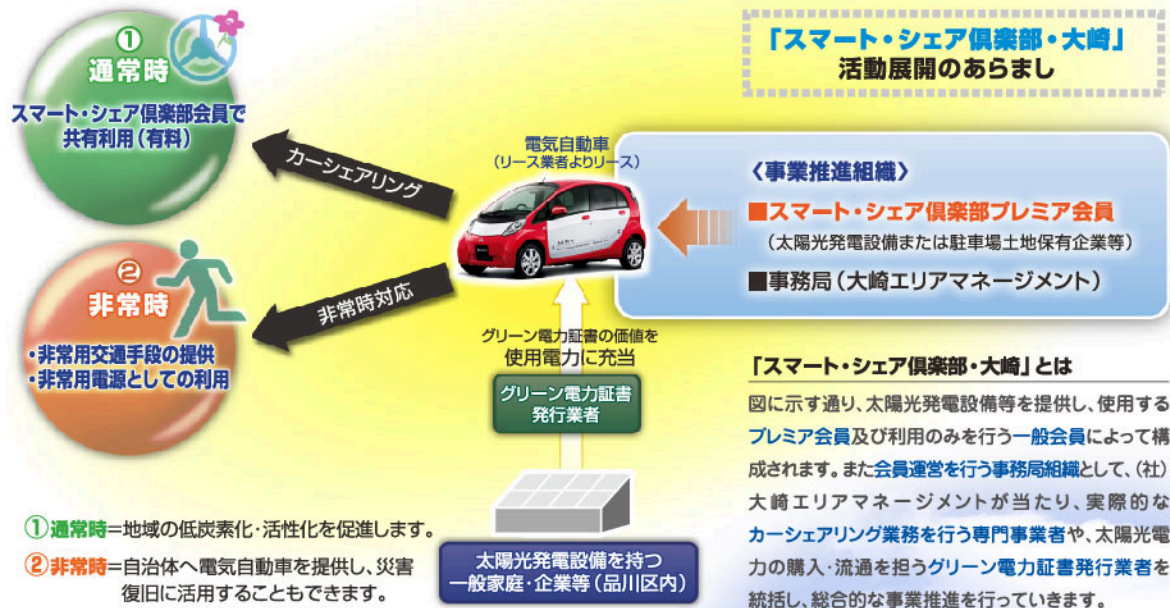 ①
通常時
スマート・シェア倶楽部会員で
共有利用（有料）
カーシェアリング
②
非常時
・非常用交通手段の提供
・非常用電源としての利用
非常時対応
電気自動車
（リース業者よりリース）
グリーン電力証書の価値を
使用電力に充当
グリーン電力証書
発行業者
太陽光発電設備を持つ
一般家庭・企業等（品川区内）
①通常時＝地域の低炭素化・活性化を促進します。
②非常時＝自治体へ電気自動車を提供し、災害
復旧に活用することもできます。
「スマート・シェア倶楽部・大崎」
活動展開のあらまし
〈事業推進組織〉
■スマート・シェア倶楽部プレミア会員
（太陽光発電設備または駐車場土地保有企業等）
■事務局（大崎エリアマネージメント）
「スマート・シェア倶楽部・大崎」とは
図に示す通り、太陽光発電設備等を提供し、使用する
プレミア会員及び利用のみを行う一般会員によって構
成されます。また会員運営を行う事務局組織として、（社）
大崎エリアマネージメントが当たり、実際的な
カーシェアリング業務を行う専門事業者や、太陽光電
力の購入・流通を担うグリーン電力証書発行業者を
統括し、総合的な事業推進を行っていきます。